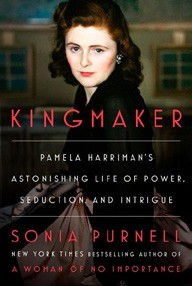 KINGMAKER
PAMELA HARRIMAN'S
ASTONISHING LIFE OF POWER,
SEDUCTION, AND INTRIGUE
SONIA PURNELL
NEW YORK TIMES BESTSELLING AUTHOR OF
A WOMAN OF NO IMPORTANCE